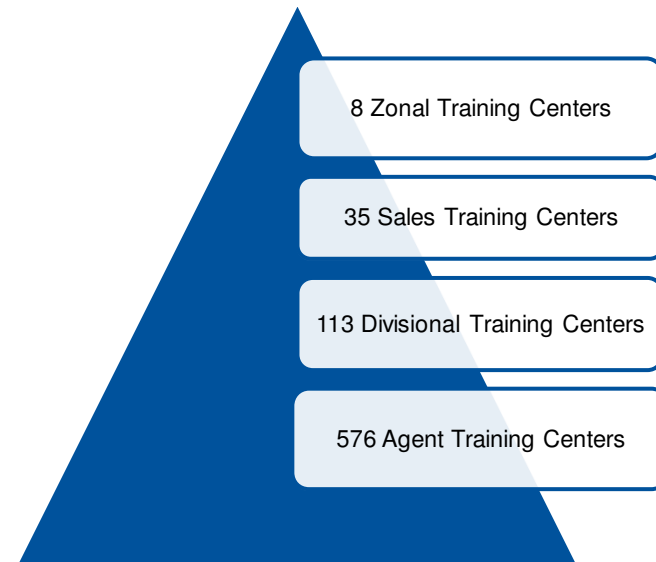 8 Zonal Training Centers
35 Sales Training Centers
113 Divisional Training Centers
576 Agent Training Centers